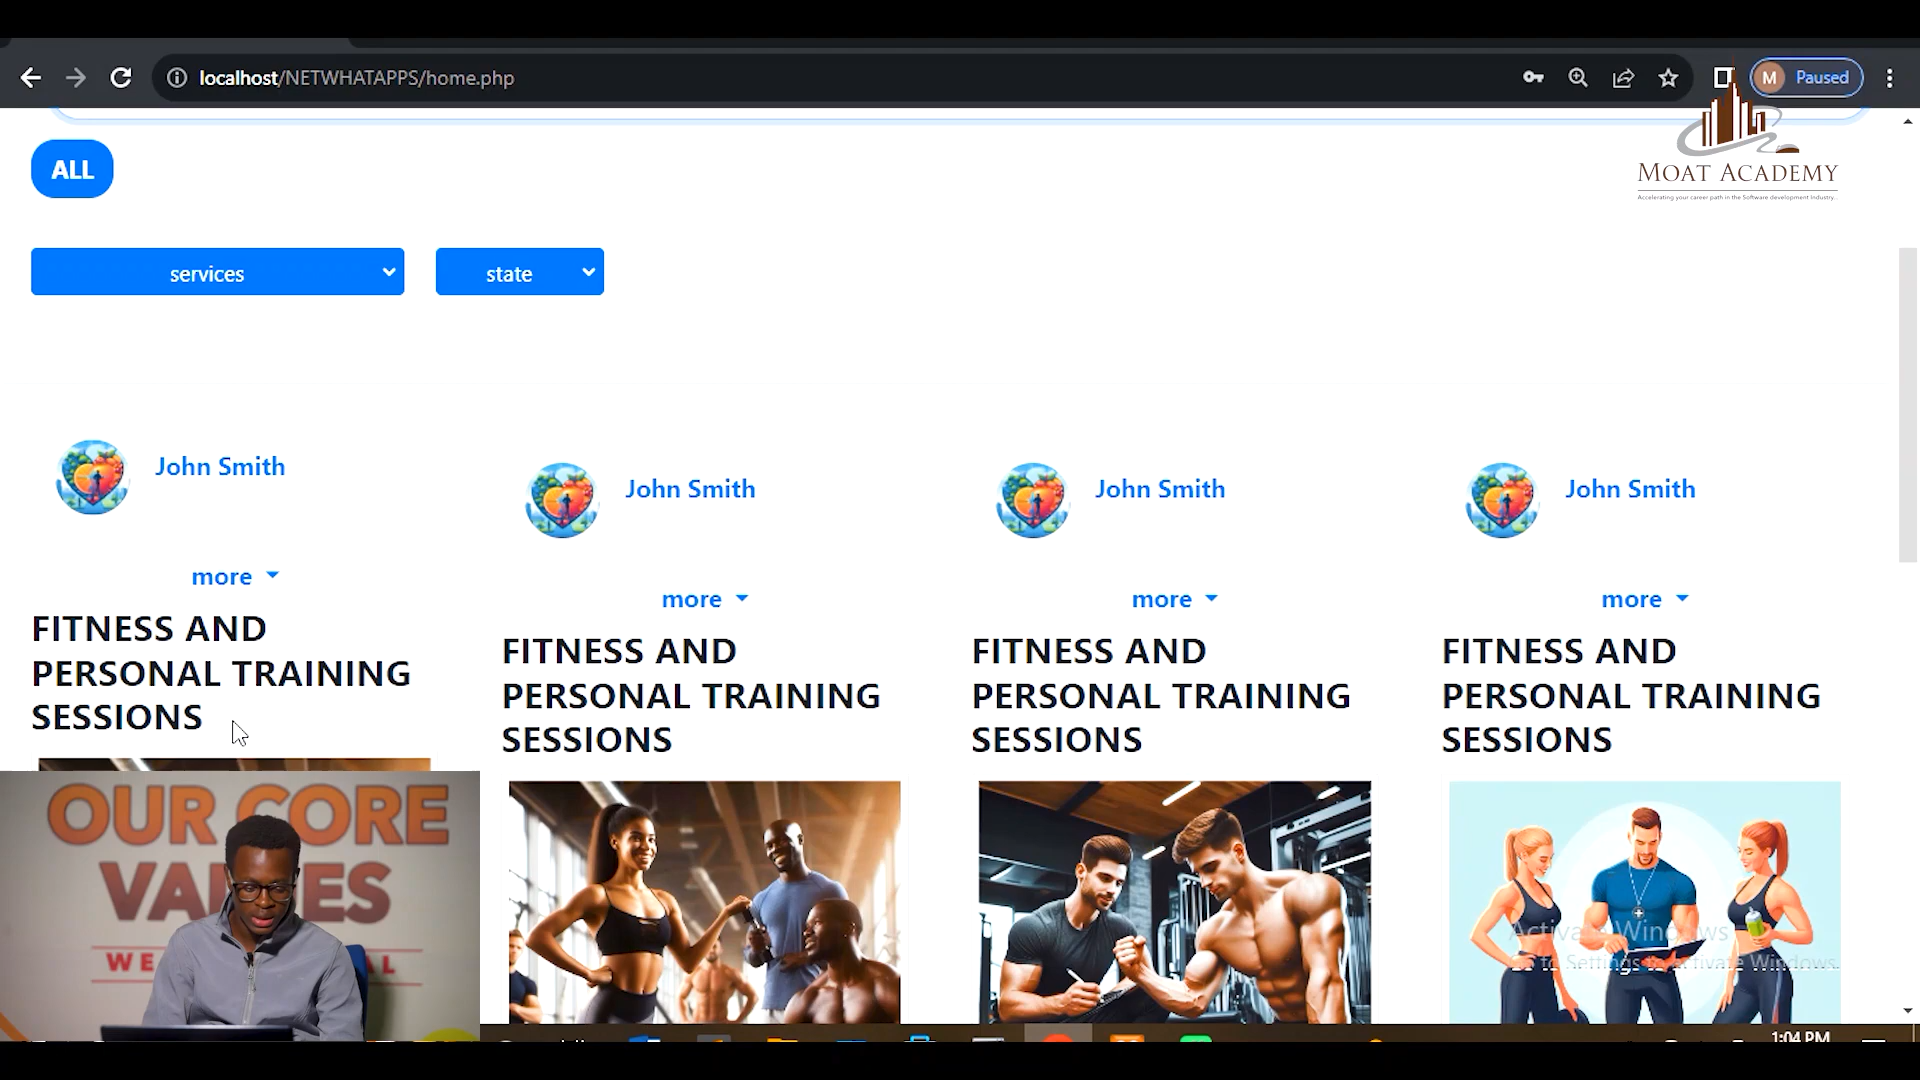 localhost/NETWHATAPPS/home.php
M Paused
MOAT ACADEMY
Accelerating your career path in the Software development Industry...
ALL
services
state
John Smith
John Smith
John Smith
John Smith
more
more
more
more
FITNESS AND
PERSONAL TRAINING
SESSIONS
FITNESS AND
PERSONAL TRAINING
SESSIONS
FITNESS AND
PERSONAL TRAINING
SESSIONS
FITNESS AND
PERSONAL TRAINING
SESSIONS
OUR CORE
WE
Activate Windows
Go to Settings to activate Windows.
1:04 PM